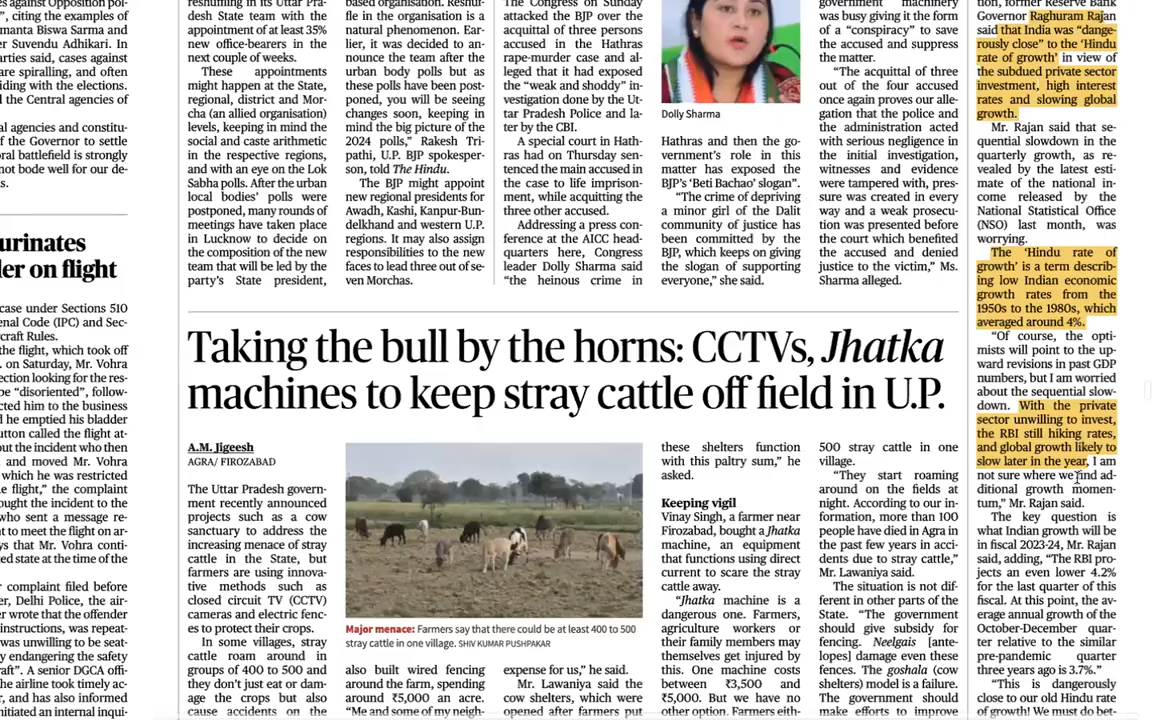 es against Opposition pol-
", citing the examples of
manta Biswa Sarma and
er Suvendu Adhikari. In
arties said, cases against
are spiralling, and often
iding with the elections.
d the Central agencies of
al agencies and constitu-
of the Governor to settle
oral battlefield is strongly
not bode well for our de-
s.
urinates
er on flight
case under Sections 510
enal Code (IPC) and Sec-
rcraft Rules.
the flight, which took off
. on Saturday, Mr. Vohra
ection looking for the res-
be "disoriented", follow-
cted him to the business
d he emptied his bladder
utton called the flight at-
out the incident who then
and moved Mr. Vohra
which he was restricted
e flight," the complaint
ought the incident to the
who sent a message re-
t to meet the flight on ar-
ys that Mr. Vohra conti-
ed state at the time of the
r complaint filed before
er, Delhi Police, the air-
er wrote that the offender
instructions, was repeat-
was unwilling to be seat-
y endangering the safety
raft". A senior DGCA offi-
the airline took timely ac-
r, and has also informed
nitiated an internal inqui-
reshuffling in its Uttar Pra-
desh State team with the
appointment of at least 35%
new office-bearers in the
next couple of weeks.
These appointments
might happen at the State,
regional, district and Mor-
cha (an allied organisation)
levels, keeping in mind the
social and caste arithmetic
in the respective regions,
and with an eye on the Lok
Sabha polls. After the urban
local bodies' polls were
postponed, many rounds of
meetings have taken place
in Lucknow to decide on
the composition of the new
team that will be led by the
party's State president,
based organisation. Reshuf-
fle in the organisation is a
natural phenomenon. Ear-
lier, it was decided to an-
nounce the team after the
urban body polls but as
these polls have been post-
poned, you will be seeing
changes soon, keeping in
mind the big picture of the
2024 polls," Rakesh Tri-
pathi, U.P. BJP spokesper-
son, told The Hindu.
The BJP might appoint
new regional presidents for
Awadh, Kashi, Kanpur-Bun-
delkhand and western U.P.
regions. It may also assign
responsibilities to the new
faces to lead three out of se-
ven Morchas.
The Congress on Sunday
attacked the BJP over the
acquittal of three persons
accused in the Hathras
rape-murder case and al-
leged that it had exposed
the "weak and shoddy" in-
vestigation done by the Ut-
tar Pradesh Police and la-
ter by the CBI.
A special court in Hath-
ras had on Thursday sen-
tenced the main accused in
the case to life imprison-
ment, while acquitting the
three other accused.
Addressing a press con-
ference at the AICC head-
quarters here, Congress
leader Dolly Sharma said
"the heinous crime in
Dolly Sharma
Hathras and then the go-
vernment's role in this
matter has exposed the
BJP's 'Beti Bachao' slogan".
"The crime of depriving
a minor girl of the Dalit
community of justice has
been committed by the
BJP, which keeps on giving
the slogan of supporting
everyone," she said.
government machinery
was busy giving it the form
of a "conspiracy" to save
the accused and suppress
the matter.
"The acquittal of three
out of the four accused
once again proves our alle-
gation that the police and
the administration acted
with serious negligence in
the initial investigation,
witnesses and evidence
were tampered with, pres-
sure was created in every
way and a weak prosecu-
tion was presented before
the court which benefited
the accused and denied
justice to the victim," Ms.
Sharma alleged.
Taking the bull by the horns: CCTVs, Jhatka
machines to keep stray cattle off field in U.P.
A.M. Jigeesh
AGRA/ FIROZABAD
The Uttar Pradesh govern-
ment recently announced
projects such as a cow
sanctuary to address the
increasing menace of stray
cattle in the State, but
farmers are using innova-
tive methods such as
closed circuit TV (CCTV)
cameras and electric fenc-
es to protect their crops.
In some villages, stray
cattle roam around in
groups of 400 to 500 and
they don't just eat or dam-
age the crops but also
cause accidents on the
Major menace: Farmers say that there could be at least 400 to 500
stray cattle in one village. SHIV KUMAR PUSHPAKAR
also built wired fencing
around the farm, spending
around ₹5,000 an acre.
"Me and some of my neigh-
expense for us," he said.
Mr. Lawaniya said the
cow shelters, which were
opened after farmers put
these shelters function
with this paltry sum," he
asked.
Keeping vigil
Vinay Singh, a farmer near
Firozabad, bought a Jhatka
machine, an equipment
that functions using direct
current to scare the stray
cattle away.
"Jhatka machine is a
dangerous one. Farmers,
agriculture workers or
their family members may
themselves get injured by
this. One machine costs
between ₹3,500 and
₹5,000. But we have no
other option. Farmers eith-
500 stray cattle in one
village.
"They start roaming
around on the fields at
night. According to our in-
formation, more than 100
people have died in Agra in
the past few years in acci-
dents due to stray cattle,"
Mr. Lawaniya said.
The situation is not dif-
ferent in other parts of the
State. "The government
should give subsidy for
fencing. Neelgais [ante-
lopes] damage even these
fences. The goshala (cow
shelters) model is a failure.
The government should
make efforts to improve
tion, former Reserve Bank
Governor Raghuram Rajan
said that India was "dange-
rously close" to the 'Hindu
rate of growth' in view of
the subdued private sector
investment, high interest
rates and slowing global
growth.
Mr. Rajan said that se-
quential slowdown in the
quarterly growth, as re-
vealed by the latest esti-
mate of the national in-
come released by the
National Statistical Office
(NSO) last month, was
worrying.
The 'Hindu rate of
growth' is a term describ-
ing low Indian economic
growth rates from the
1950s to the 1980s, which
averaged around 4%.
"Of course, the opti-
mists will point to the up-
ward revisions in past GDP
numbers, but I am worried
about the sequential slow-
down. With the private
sector unwilling to invest,
the RBI still hiking rates,
and global growth likely to
slow later in the year, I am
not sure where we find ad-
ditional growth momen-
tum," Mr. Rajan said.
The key question is
what Indian growth will be
in fiscal 2023-24, Mr. Rajan
said, adding, "The RBI pro-
jects an even lower 4.2%
for the last quarter of this
fiscal. At this point, the av-
erage annual growth of the
October-December quar-
ter relative to the similar
pre-pandemic quarter
three years ago is 3.7%."
"This is dangerously
close to our old Hindu rate
of growth! We must do bet-